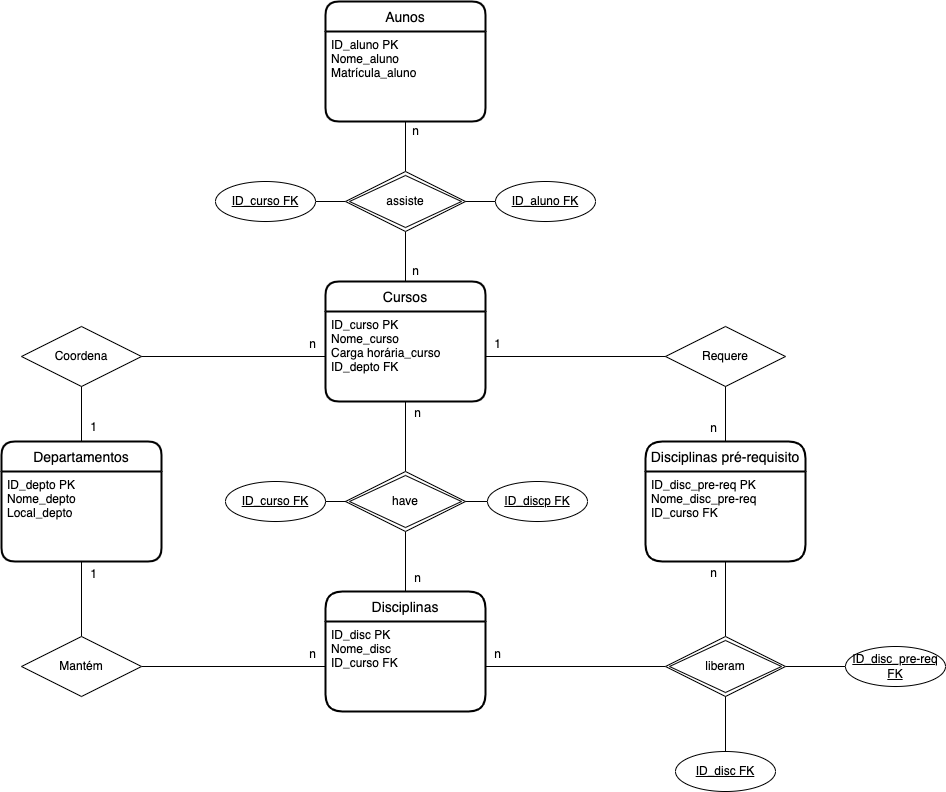 Aunos
ID_aluno PK
Nome_aluno
Matrícula_aluno
n
ID_curso FK
assiste
ID_aluno FK
n
Cursos
ID_curso PK
Nome_curso
Carga horária_curso
ID_depto FK
Coordena
n
1
Requere
1
n
n
Departamentos
ID_depto PK
Nome_depto
Local_depto
Disciplinas pré-requisito
ID_disc_pre-req PK
Nome_disc_pre-req
ID_curso FK
ID_curso FK
have
ID_discp FK
1
n
n
Disciplinas
ID_disc PK
Nome_disc
ID_curso FK
Mantém
n
n
liberam
ID_disc_pre-req
FK
ID_disc FK